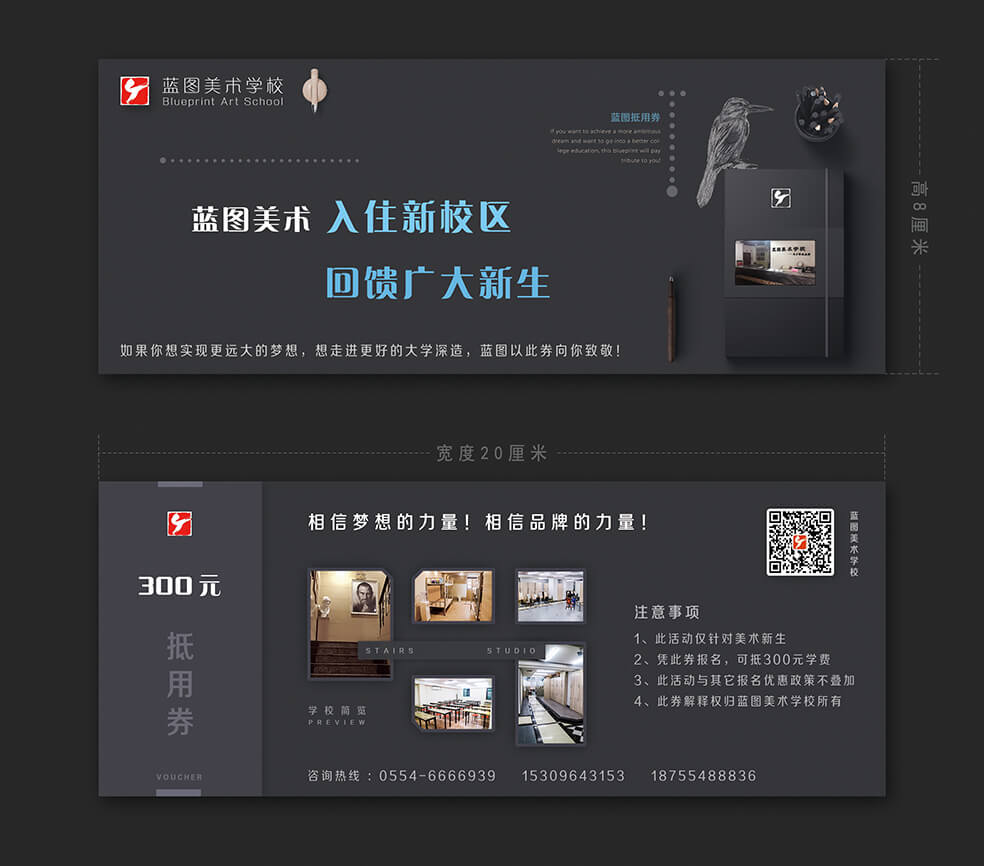 蓝图美术学校
Blueprint Art School
蓝图抵用券
If you want to achieve a more ambitious
dream and want to go into a better col-
lege education, this blueprint will pay
tribute to you!
蓝图美术 入住新校区
回馈广大新生
蓝图美术学校
如果你想实现更远大的梦想，想走进更好的大学深造，蓝图以此券向你致敬！
高8厘米
宽度20厘米
300 元
抵用券
VOUCHER
相信梦想的力量！相信品牌的力量！
STAIRS
STUDIO
学校简览
PREVIEW
蓝图美术学校
注意事项
1、此活动仅针对美术新生
2、凭此券报名，可抵300元学费
3、此活动与其它报名优惠政策不叠加
4、此券解释权归蓝图美术学校所有
咨询热线：0554-6666939 15309643153 18755488836